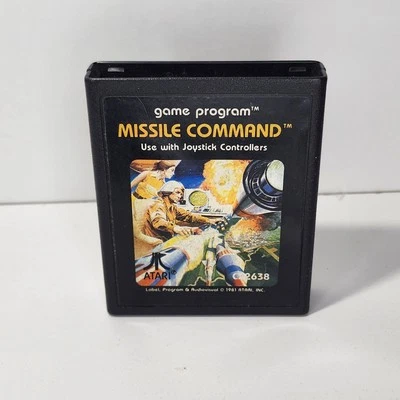 game program™
MISSILE COMMAND™
Use with Joystick Controllers
ATARI®
CX2638
Label, Program & Audiovisual © 1981 ATARI, INC.